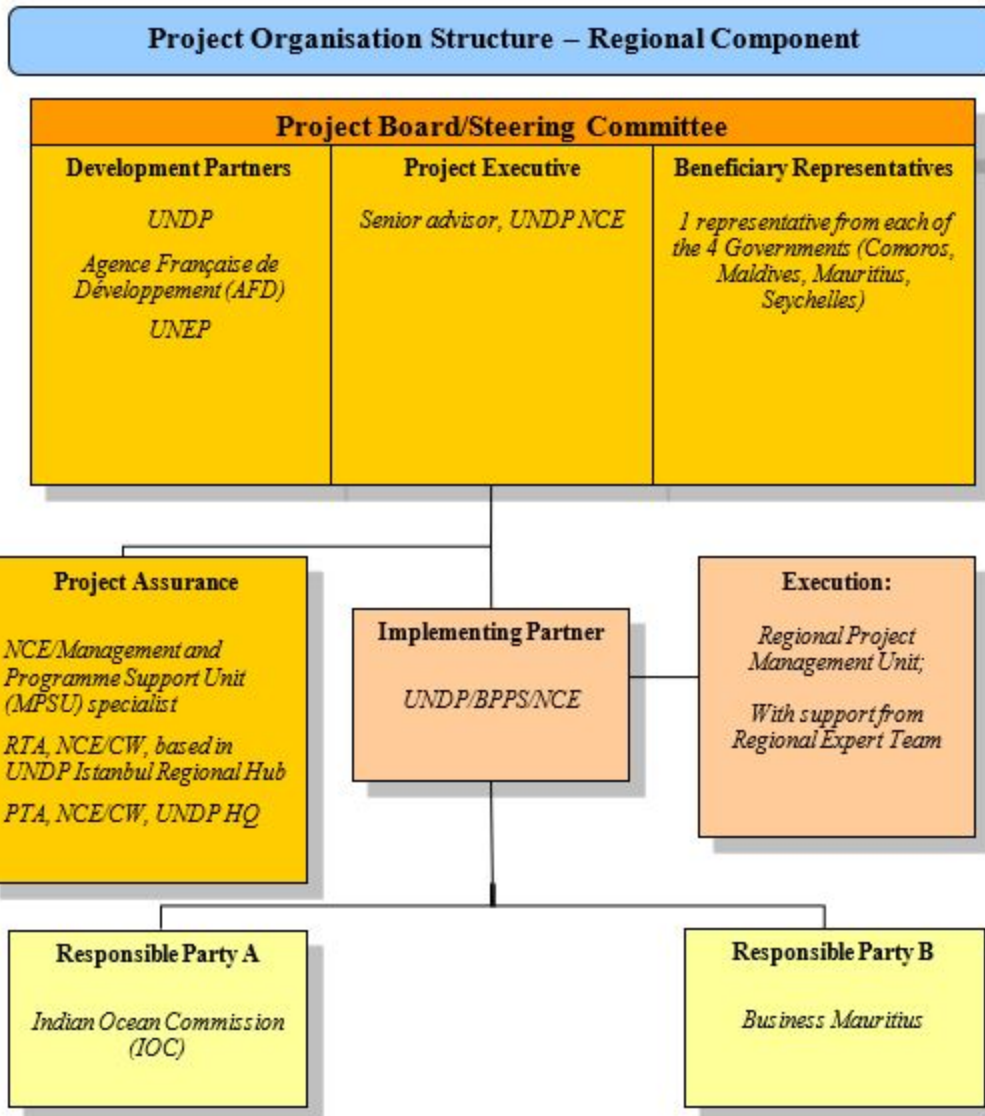 Project Organisation Structure – Regional Component
Project Board/Steering Committee
Development Partners
UNDP
Agence Française de
Développement (AFD)
UNEP
Project Executive
Senior advisor, UNDP NCE
Beneficiary Representatives
1 representative from each of
the 4 Governments (Comoros,
Maldives, Mauritius,
Seychelles)
Project Assurance
NCE/Management and
Programme Support Unit
(MPSU) specialist
RTA, NCE/CW, based in
UNDP Istanbul Regional Hub
PTA, NCE/CW, UNDP HQ
Implementing Partner
UNDP/BPPS/NCE
Execution:
Regional Project
Management Unit;
With support from
Regional Expert Team
Responsible Party A
Indian Ocean Commission
(IOC)
Responsible Party B
Business Mauritius